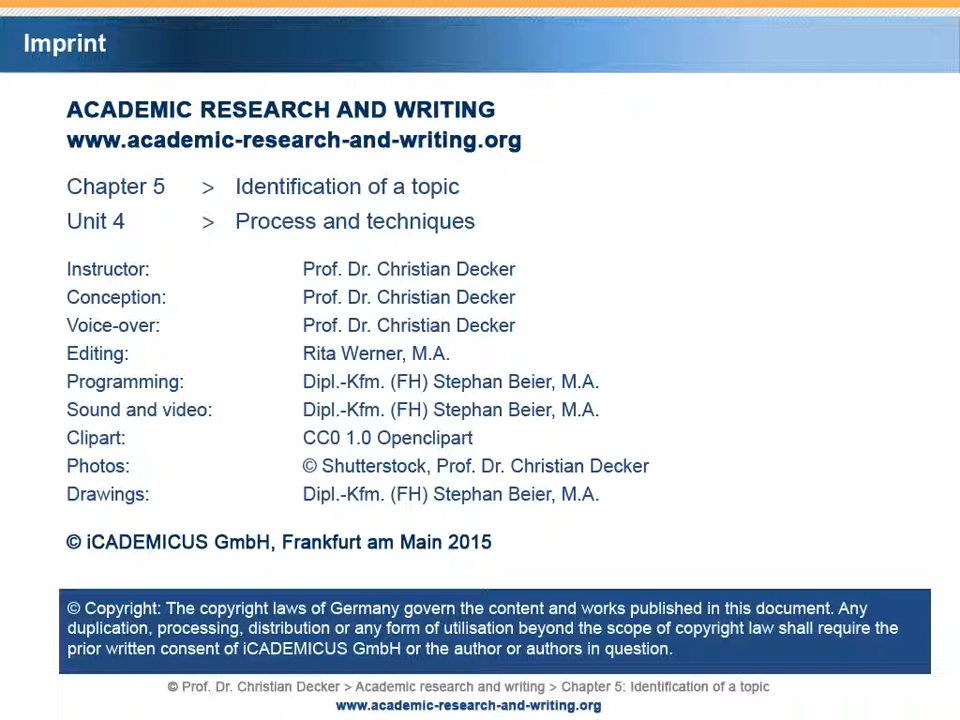 Imprint
ACADEMIC RESEARCH AND WRITING
www.academic-research-and-writing.org
Chapter 5 > Identification of a topic
Unit 4 > Process and techniques
Instructor: Prof. Dr. Christian Decker
Conception: Prof. Dr. Christian Decker
Voice-over: Prof. Dr. Christian Decker
Editing: Rita Werner, M.A.
Programming: Dipl.-Kfm. (FH) Stephan Beier, M.A.
Sound and video: Dipl.-Kfm. (FH) Stephan Beier, M.A.
Clipart: CC0 1.0 Openclipart
Photos: © Shutterstock, Prof. Dr. Christian Decker
Drawings: Dipl.-Kfm. (FH) Stephan Beier, M.A.
© iCADEMICUS GmbH, Frankfurt am Main 2015
© Copyright: The copyright laws of Germany govern the content and works published in this document. Any
duplication, processing, distribution or any form of utilisation beyond the scope of copyright law shall require the
prior written consent of iCADEMICUS GmbH or the author or authors in question.
© Prof. Dr. Christian Decker > Academic research and writing > Chapter 5: Identification of a topic
www.academic-research-and-writing.org